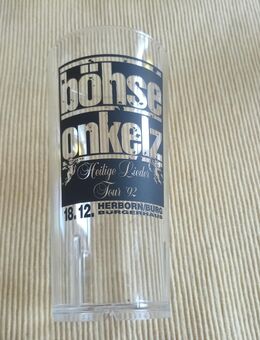 böhse
onkelz
Heilige Lieder
Tour '92
18.12. HERBORN/BURG
BÜRGERHAUS